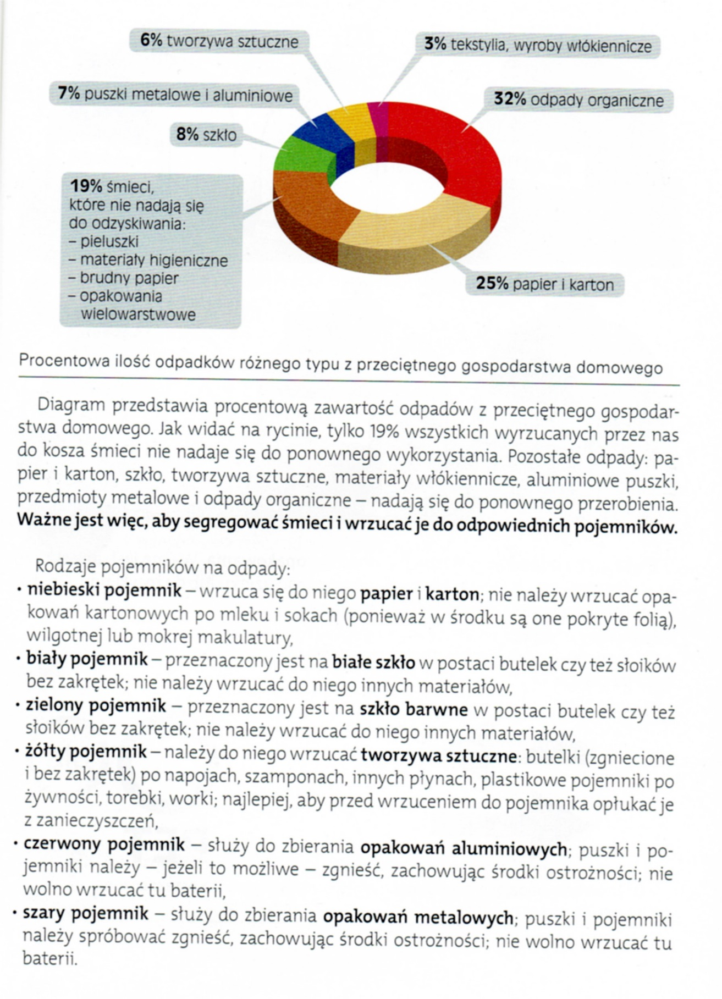 6% tworzywa sztuczne
3% tekstylia, wyroby włókiennicze
7% puszki metalowe i aluminiowe
32% odpady organiczne
8% szkło
19% śmieci,
które nie nadają się
do odzyskiwania:
– pieluszki
– materiały higieniczne
– brudny papier
– opakowania
wielowarstwowe
25% papier i karton
Procentowa ilość odpadków różnego typu z przeciętnego gospodarstwa domowego
Diagram przedstawia procentową zawartość odpadów z przeciętnego gospodar-
stwa domowego. Jak widać na rycinie, tylko 19% wszystkich wyrzucanych przez nas
do kosza śmieci nie nadaje się do ponownego wykorzystania. Pozostałe odpady: pa-
pier i karton, szkło, tworzywa sztuczne, materiały włókiennicze, aluminiowe puszki,
przedmioty metalowe i odpady organiczne – nadają się do ponownego przerobienia.
Ważne jest więc, aby segregować śmieci i wrzucać je do odpowiednich pojemników.
Rodzaje pojemników na odpady:
• niebieski pojemnik – wrzuca się do niego papier i karton; nie należy wrzucać opa-
kowań kartonowych po mleku i sokach (ponieważ w środku są one pokryte folią),
wilgotnej lub mokrej makulatury,
• biały pojemnik – przeznaczony jest na białe szkło w postaci butelek czy też słoików
bez zakrętek; nie należy wrzucać do niego innych materiałów,
• zielony pojemnik – przeznaczony jest na szkło barwne w postaci butelek czy też
słoików bez zakrętek; nie należy wrzucać do niego innych materiałów,
• żółty pojemnik – należy do niego wrzucać tworzywa sztuczne: butelki (zgniecione
i bez zakrętek) po napojach, szamponach, innych płynach, plastikowe pojemniki po
żywności, torebki, worki; najlepiej, aby przed wrzuceniem do pojemnika opłukać je
z zanieczyszczeń,
• czerwony pojemnik – służy do zbierania opakowań aluminiowych; puszki i po-
jemniki należy – jeżeli to możliwe – zgnieść, zachowując środki ostrożności; nie
wolno wrzucać tu baterii,
• szary pojemnik – służy do zbierania opakowań metalowych; puszki i pojemniki
należy spróbować zgnieść, zachowując środki ostrożności; nie wolno wrzucać tu
baterii.